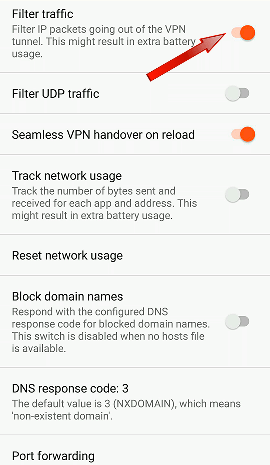 Filter traffic
Filter IP packets going out of the VPN
tunnel. This might result in extra battery
usage.
Filter UDP traffic
Seamless VPN handover on reload
Track network usage
Track the number of bytes sent and
received for each app and address. This
might result in extra battery usage.
Reset network usage
Block domain names
Respond with the configured DNS
response code for blocked domain names.
This switch is disabled when no hosts file
is available.
DNS response code: 3
The default value is 3 (NXDOMAIN), which means
'non-existent domain'.
Port forwarding